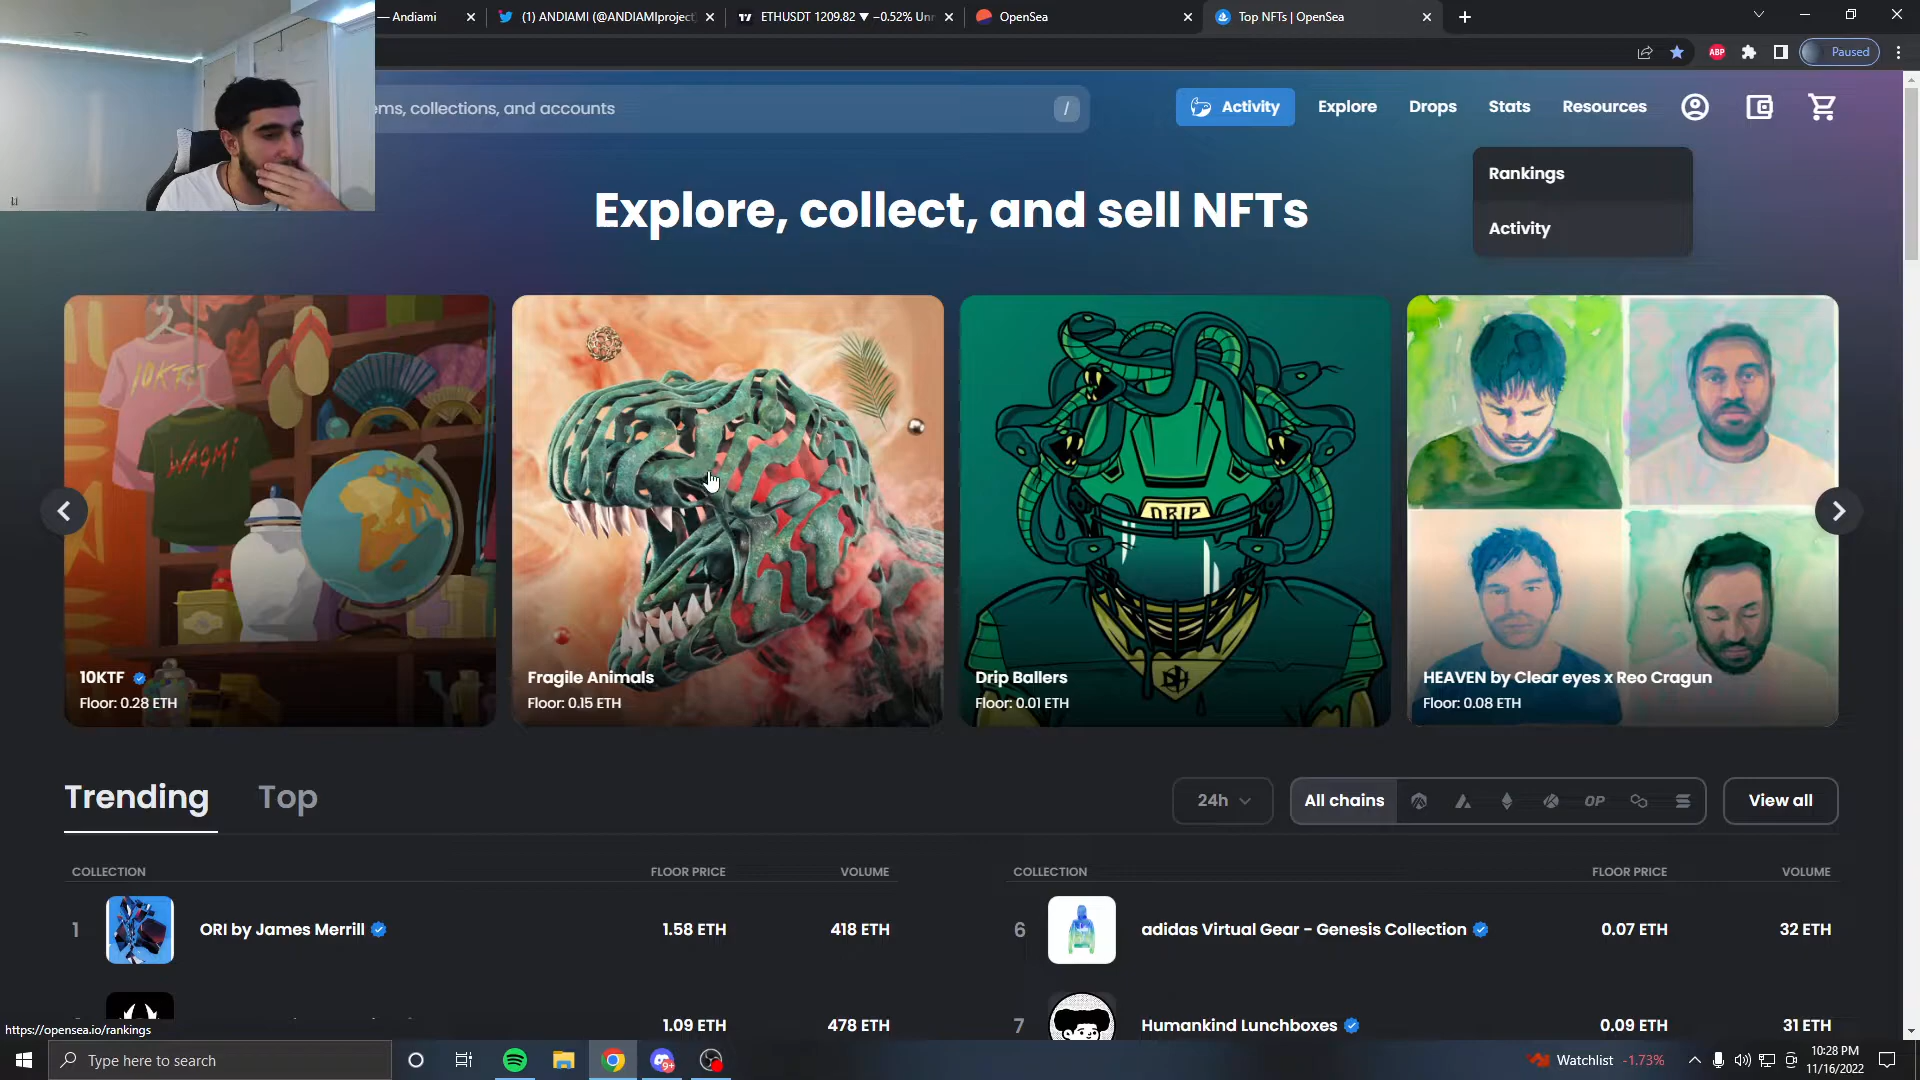 — Andiami
(1) ANDIAMI (@ANDIAMIproject
ETHUSDT 1209.82 ▼ −0.52% Unn
OpenSea
Top NFTs | OpenSea
ABP
Paused
ems, collections, and accounts
/
Activity
Explore
Drops
Stats
Resources
Rankings
Activity
Explore, collect, and sell NFTs
10KTF
WAGMI
DRIP
10KTF
Floor: 0.28 ETH
Fragile Animals
Floor: 0.15 ETH
Drip Ballers
Floor: 0.01 ETH
HEAVEN by Clear eyes x Reo Cragun
Floor: 0.08 ETH
Trending
Top
24h
All chains
OP
View all
COLLECTION
FLOOR PRICE
VOLUME
COLLECTION
FLOOR PRICE
VOLUME
1
ORI by James Merrill
1.58 ETH
418 ETH
6
adidas Virtual Gear - Genesis Collection
0.07 ETH
32 ETH
1.09 ETH
478 ETH
7
Humankind Lunchboxes
0.09 ETH
31 ETH
https://opensea.io/rankings
Type here to search
9+
Watchlist -1.73%
10:28 PM
11/16/2022